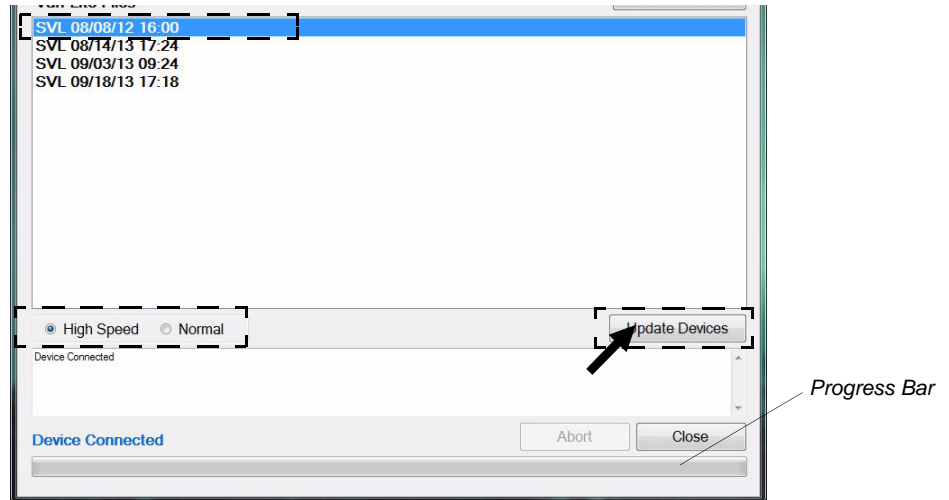 SVL 08/08/12 16:00
SVL 08/14/13 17:24
SVL 09/03/13 09:24
SVL 09/18/13 17:18
High Speed Normal Update Devices
Device Connected
Progress Bar
Device Connected Abort Close